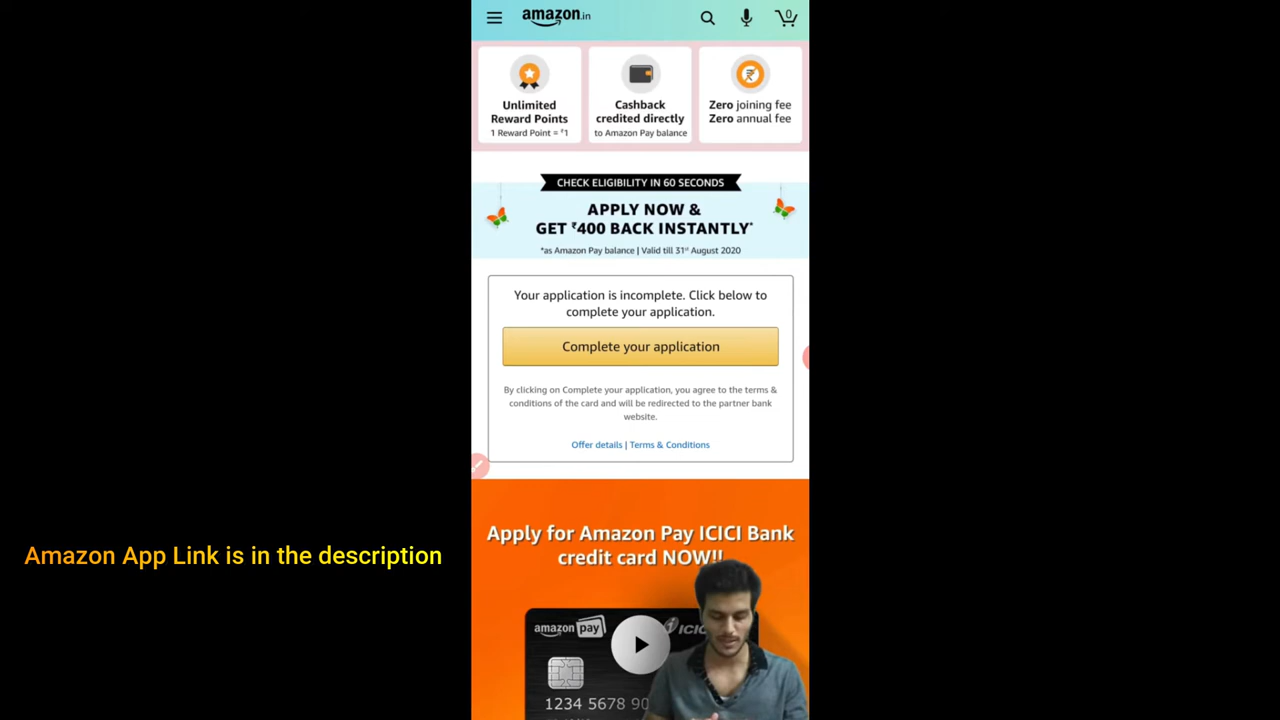 amazon.in
0
Unlimited
Reward Points
1 Reward Point = ₹1
Cashback
credited directly
to Amazon Pay balance
Zero joining fee
Zero annual fee
CHECK ELIGIBILITY IN 60 SECONDS
APPLY NOW &
GET ₹400 BACK INSTANTLY*
*as Amazon Pay balance | Valid till 31st August 2020
Your application is incomplete. Click below to
complete your application.
Complete your application
By clicking on Complete your application, you agree to the terms &
conditions of the card and will be redirected to the partner bank
website.
Offer details | Terms & Conditions
Apply for Amazon Pay ICICI Bank
credit card NOW!!
Amazon App Link is in the description
amazon pay
1234 5678 90